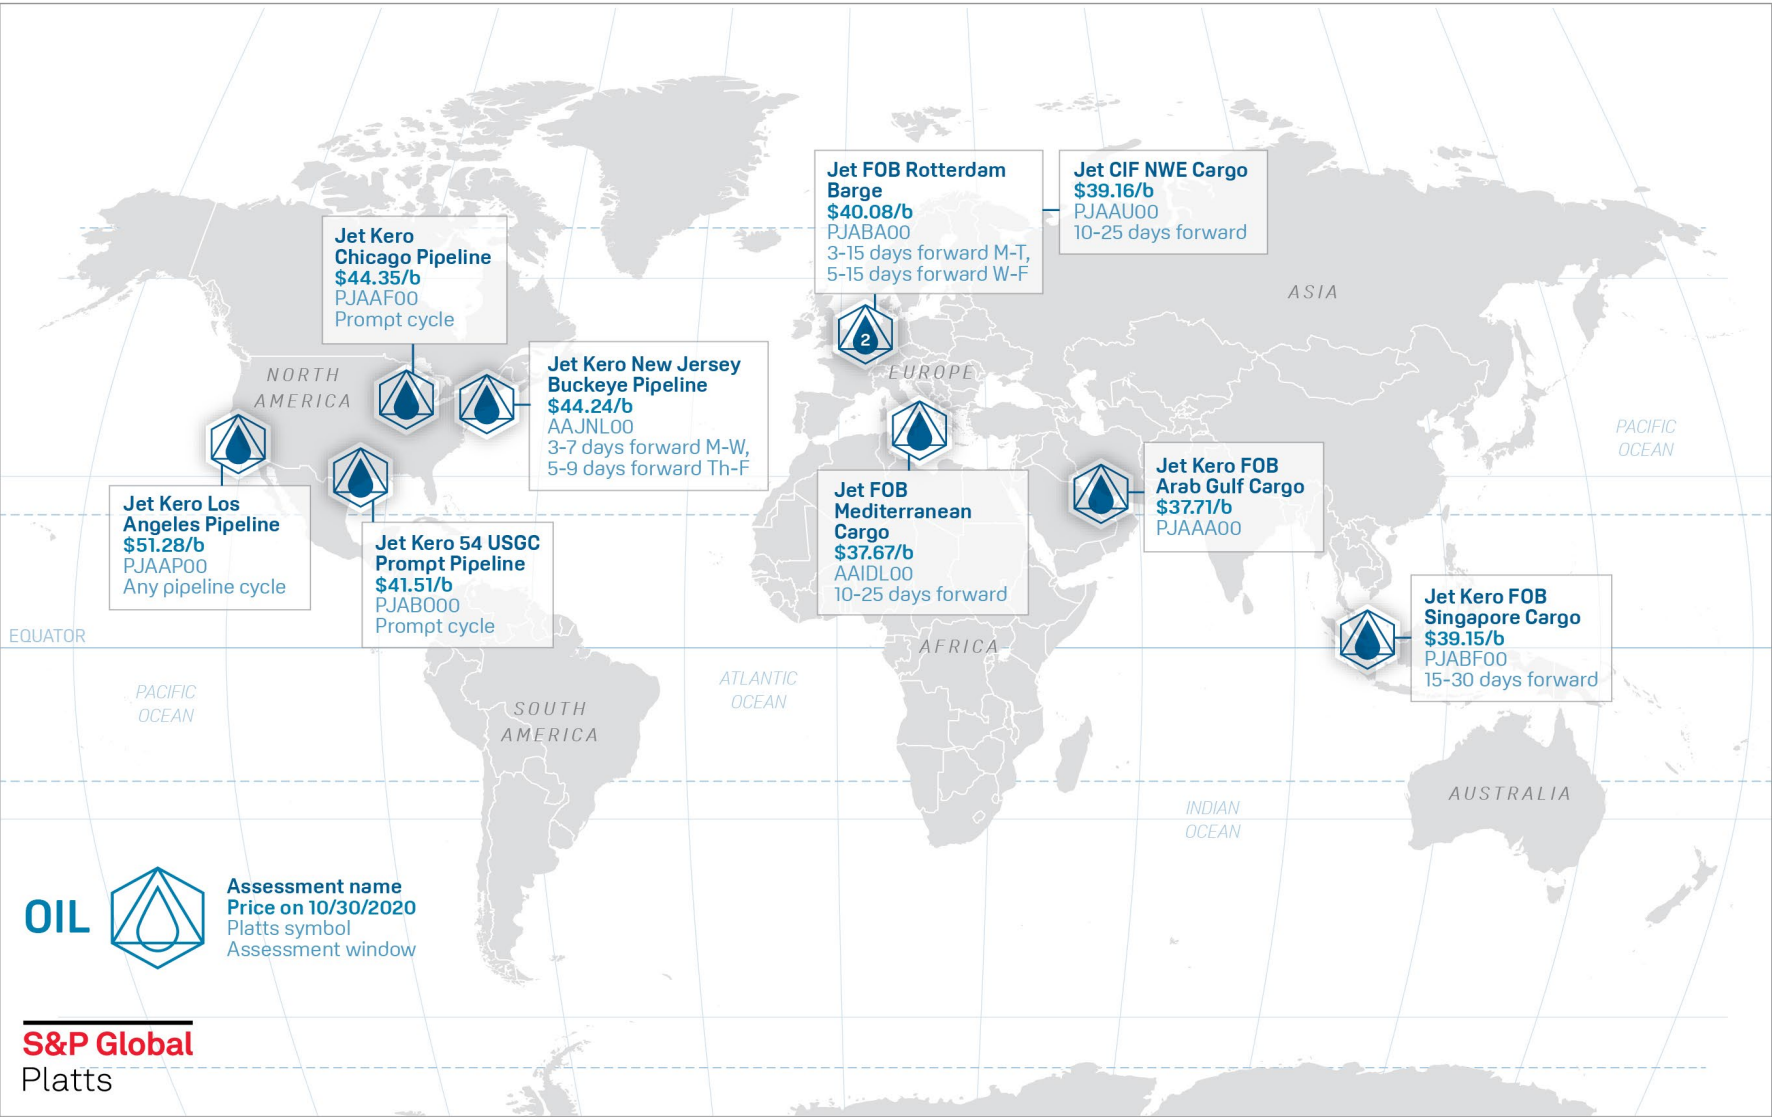 Jet FOB Rotterdam
Barge
$40.08/b
PJABA00
3-15 days forward M-T,
5-15 days forward W-F
Jet CIF NWE Cargo
$39.16/b
PJAAU00
10-25 days forward
Jet Kero
Chicago Pipeline
$44.35/b
PJAAF00
Prompt cycle
ASIA
2
Jet Kero New Jersey
Buckeye Pipeline
$44.24/b
AAJNL00
3-7 days forward M-W,
5-9 days forward Th-F
NORTH
AMERICA
EUROPE
PACIFIC
OCEAN
Jet Kero FOB
Arab Gulf Cargo
$37.71/b
PJAAA00
Jet FOB
Mediterranean
Cargo
$37.67/b
AAIDL00
10-25 days forward
Jet Kero Los
Angeles Pipeline
$51.28/b
PJAAP00
Any pipeline cycle
Jet Kero 54 USGC
Prompt Pipeline
$41.51/b
PJABO00
Prompt cycle
Jet Kero FOB
Singapore Cargo
$39.15/b
PJABF00
15-30 days forward
EQUATOR
AFRICA
PACIFIC
OCEAN
ATLANTIC
OCEAN
SOUTH
AMERICA
AUSTRALIA
INDIAN
OCEAN
OIL
Assessment name
Price on 10/30/2020
Platts symbol
Assessment window
S&P Global
Platts